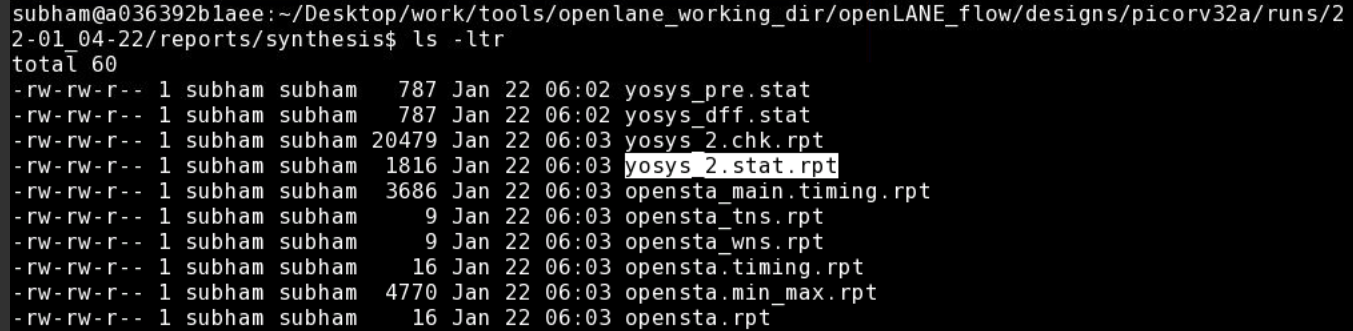 subham@a036392b1aee:~/Desktop/work/tools/openlane_working_dir/openLANE_flow/designs/picorv32a/runs/2
2-01_04-22/reports/synthesis$ ls -ltr
total 60
-rw-rw-r-- 1 subham subham   787 Jan 22 06:02 yosys_pre.stat
-rw-rw-r-- 1 subham subham   787 Jan 22 06:02 yosys_dff.stat
-rw-rw-r-- 1 subham subham 20479 Jan 22 06:03 yosys_2.chk.rpt
-rw-rw-r-- 1 subham subham  1816 Jan 22 06:03 yosys_2.stat.rpt
-rw-rw-r-- 1 subham subham  3686 Jan 22 06:03 opensta_main.timing.rpt
-rw-rw-r-- 1 subham subham     9 Jan 22 06:03 opensta_tns.rpt
-rw-rw-r-- 1 subham subham     9 Jan 22 06:03 opensta_wns.rpt
-rw-rw-r-- 1 subham subham    16 Jan 22 06:03 opensta.timing.rpt
-rw-rw-r-- 1 subham subham  4770 Jan 22 06:03 opensta.min_max.rpt
-rw-rw-r-- 1 subham subham    16 Jan 22 06:03 opensta.rpt